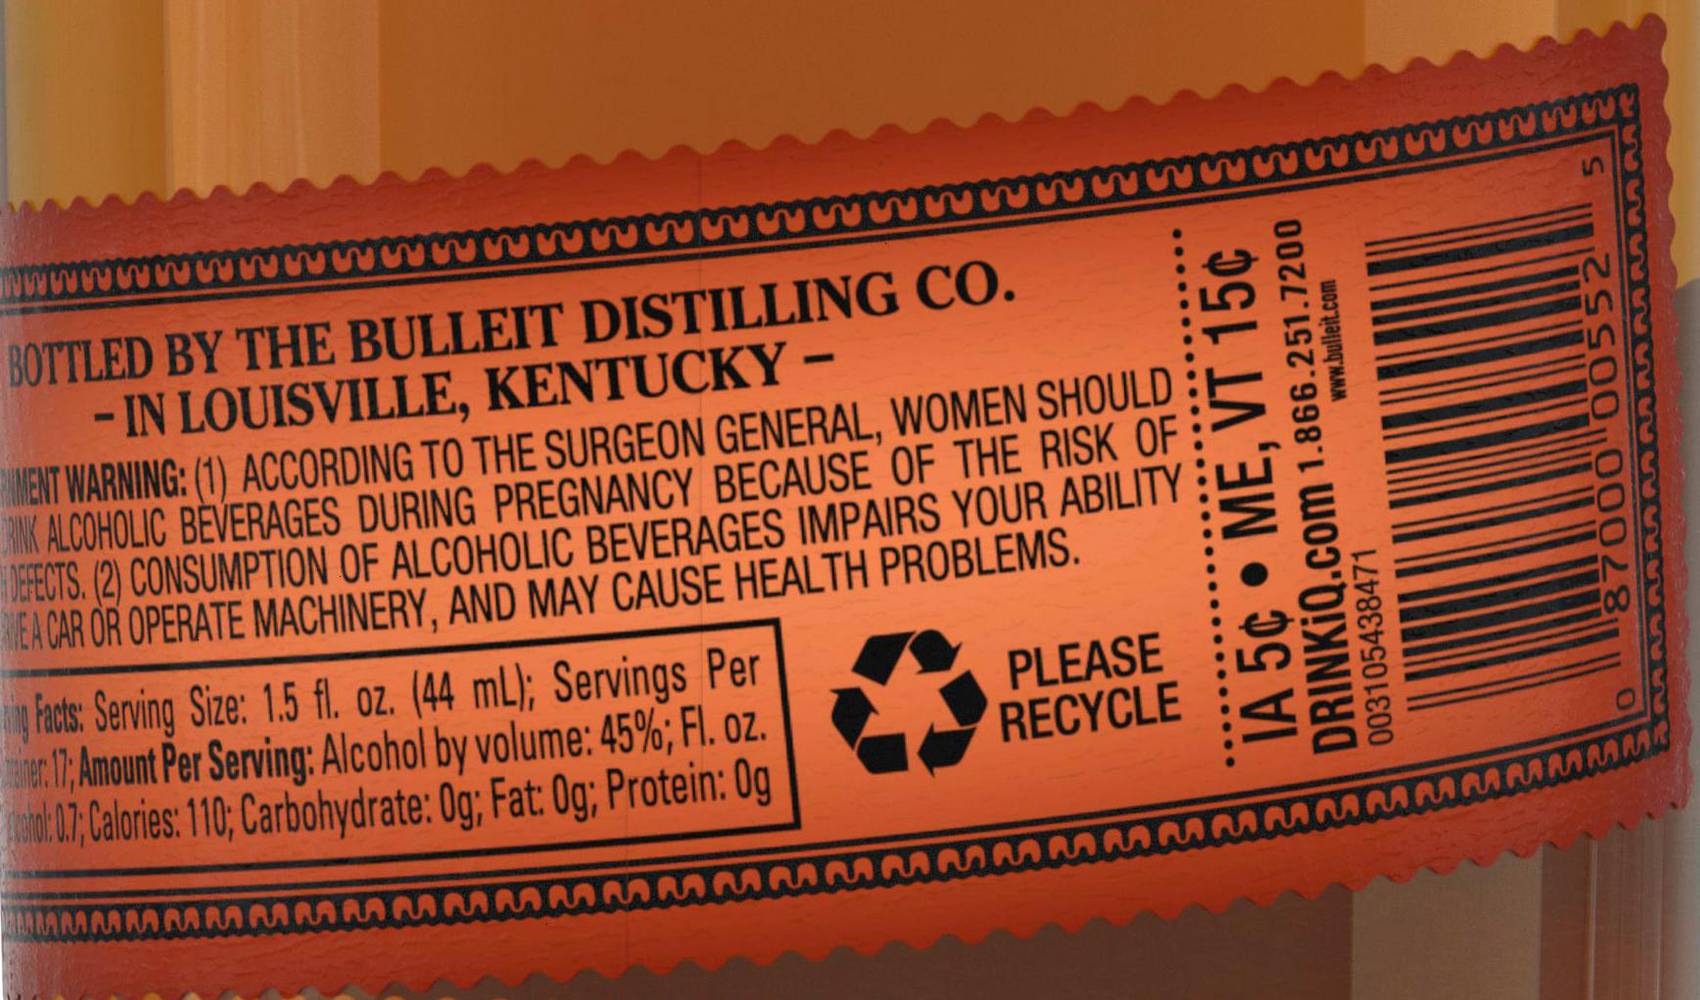 BOTTLED BY THE BULLEIT DISTILLING CO.
– IN LOUISVILLE, KENTUCKY –
WARNING: (1) ACCORDING TO THE SURGEON GENERAL, WOMEN SHOULD
ALCOHOLIC BEVERAGES DURING PREGNANCY BECAUSE OF THE RISK OF
DEFECTS. (2) CONSUMPTION OF ALCOHOLIC BEVERAGES IMPAIRS YOUR ABILITY
A CAR OR OPERATE MACHINERY, AND MAY CAUSE HEALTH PROBLEMS.
Facts: Serving Size: 1.5 fl. oz. (44 mL); Servings Per
17; Amount Per Serving: Alcohol by volume: 45%; Fl. oz.
0.7; Calories: 110; Carbohydrate: 0g; Fat: 0g; Protein: 0g
PLEASE
RECYCLE
IA 5¢ • ME, VT 15¢
DRINKiQ.com 1.866.251.7200
www.bulleit.com
003105438471
0 87000 00552 5